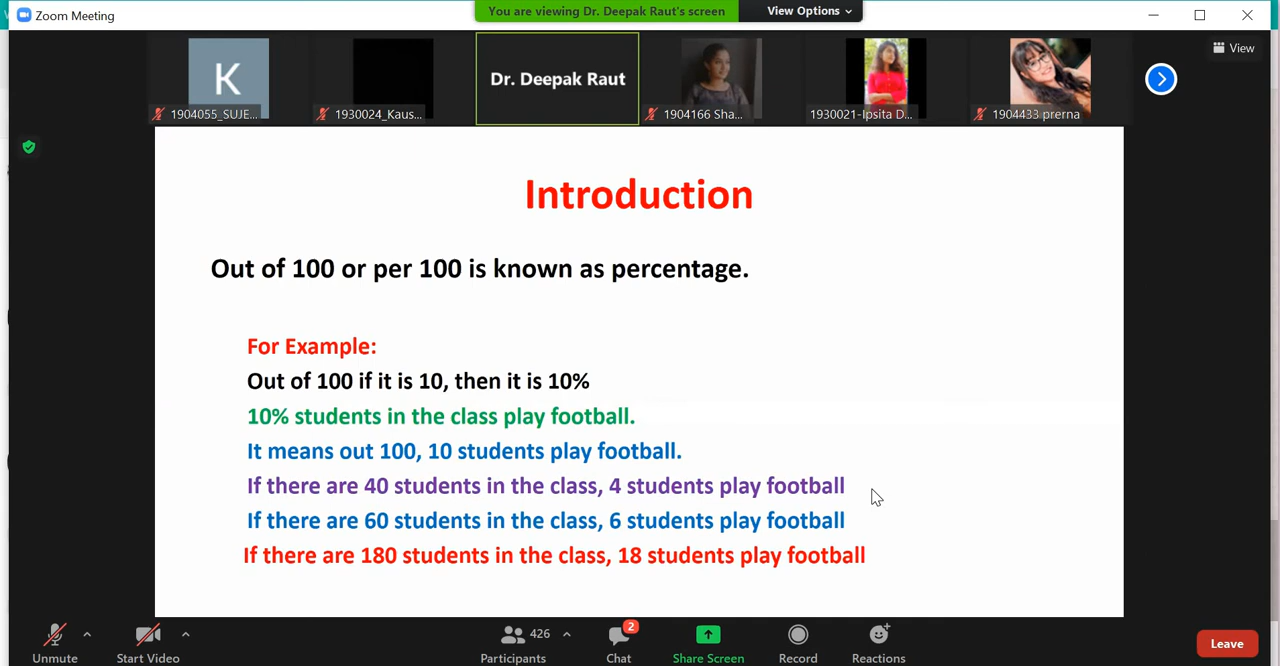 Zoom Meeting
You are viewing Dr. Deepak Raut's screen
View Options
View
K
Dr. Deepak Raut
1904055_SUJE...
1930024_Kaus...
1904166 Sha...
1930021-Ipsita D...
1904433 prerna
Introduction
Out of 100 or per 100 is known as percentage.
For Example:
Out of 100 if it is 10, then it is 10%
10% students in the class play football.
It means out 100, 10 students play football.
If there are 40 students in the class, 4 students play football
If there are 60 students in the class, 6 students play football
If there are 180 students in the class, 18 students play football
Unmute
Start Video
426
Participants
2
Chat
Share Screen
Record
Reactions
Leave